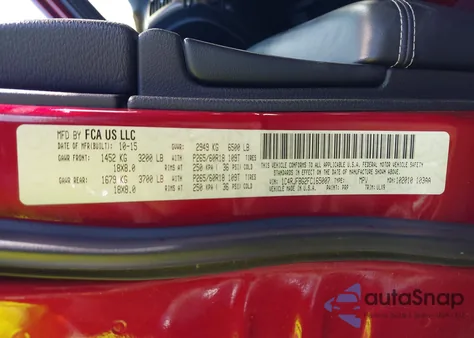 MFD BY FCA US LLC
DATE OF MFR(BUILT): 10-15 GVWR: 2949 KG 6500 LB
GAWR FRONT: 1452 KG 3200 LB WITH P265/60R18 109T TIRES
18X8.0 RIMS AT 250 KPA 36 PSI/ COLD
GAWR REAR: 1679 KG 3700 LB WITH P265/60R18 109T TIRES
18X8.0 RIMS AT 250 KPA 36 PSI/ COLD
THIS VEHICLE CONFORMS TO ALL APPLICABLE U.S.A. FEDERAL MOTOR VEHICLE SAFETY
STANDARDS IN EFFECT ON THE DATE OF MANUFACTURE SHOWN ABOVE.
TYPE: MPV
MADE IN U.S.A. PAINT: PRP
autoSnap